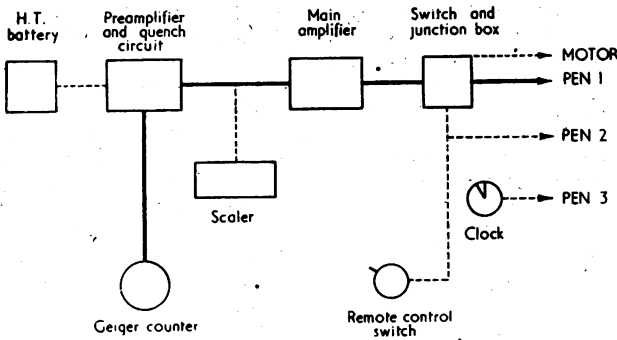 H.T.
battery
Preamplifier
and quench
circuit
Main
amplifier
Switch and
junction box
MOTOR
PEN 1
PEN 2
PEN 3
Scaler
Clock
Geiger counter
Remote control
switch